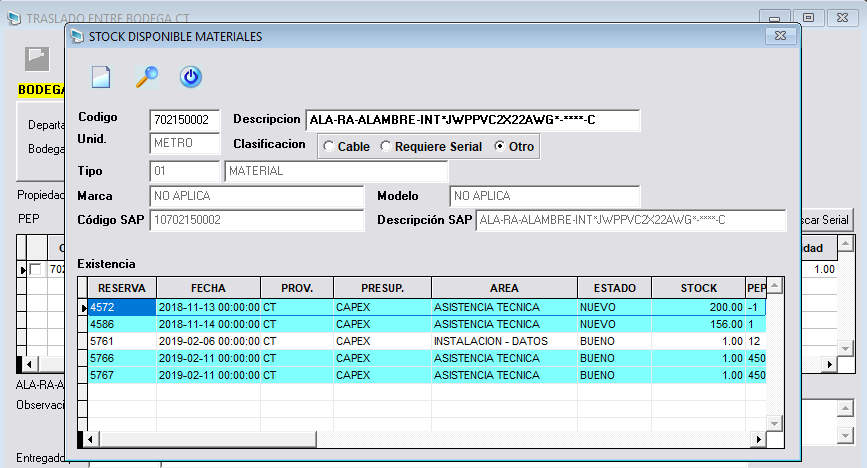 TRASLADO ENTRE BODEGA CT
STOCK DISPONIBLE MATERIALES
BODEGA
Codigo 702150002 Descripcion ALA-RA-ALAMBRE-INT*JWPPVC2X22AWG*-****-C
Departa
Unid. METRO Clasificacion Cable Requiere Serial Otro
Bodega
Tipo 01 MATERIAL
Propiedad
Marca NO APLICA Modelo NO APLICA
PEP
Código SAP 10702150002 Descripción SAP ALA-RA-ALAMBRE-INT*JWPPVC2X22AWG*-****-C
scar Serial
C
idad
Existencia
702
1.00
RESERVA FECHA PROV. PRESUP. AREA ESTADO STOCK PEP
4572 2018-11-13 00:00:00 CT CAPEX ASISTENCIA TECNICA NUEVO 200.00 -1
4586 2018-11-14 00:00:00 CT CAPEX ASISTENCIA TECNICA NUEVO 156.00 1
5761 2019-02-06 00:00:00 CT CAPEX INSTALACION - DATOS BUENO 1.00 12
5766 2019-02-11 00:00:00 CT CAPEX ASISTENCIA TECNICA BUENO 1.00 450
5767 2019-02-11 00:00:00 CT CAPEX ASISTENCIA TECNICA BUENO 1.00 450
ALA-RA-A
Observaci
Entregado